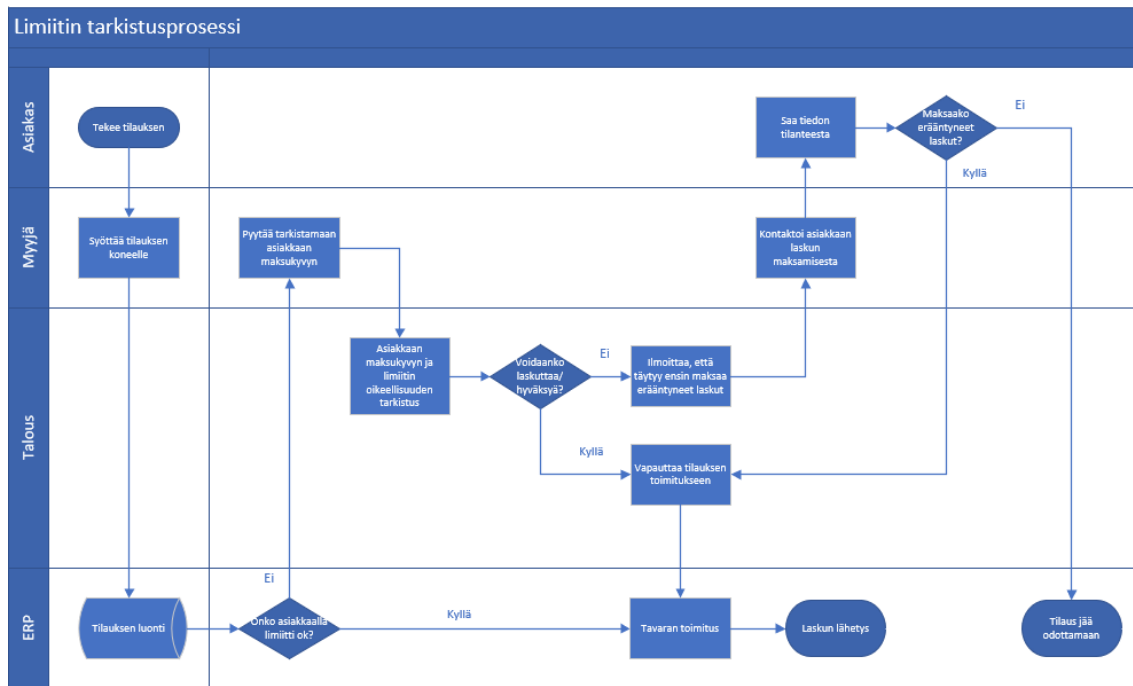 Limiitin tarkistusprosessi
Asiakas
Tekee tilauksen
Saa tiedon
tilanteesta
Maksaako
erääntyneet
laskut?
Ei
Kyllä
Myyjä
Syöttää tilauksen
koneelle
Pyytää tarkistamaan
asiakkaan
maksukyvyn
Kontaktoi asiakkaan
laskun
maksamisesta
Talous
Asiakkaan
maksukyvyn ja
limiitin
oikeellisuuden
tarkistus
Voidaanko
laskuttaa/
hyväksyä?
Ei
Ilmoittaa, että
täytyy ensin maksaa
erääntyneet laskut
Kyllä
Vapauttaa tilauksen
toimitukseen
ERP
Tilauksen luonti
Ei
Onko asiakkaalla
limiitti ok?
Kyllä
Tavaran toimitus
Laskun lähetys
Tilaus jää
odottamaan